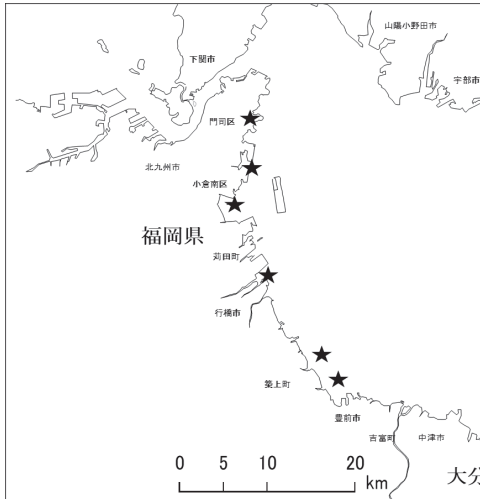 山陽小野田市
下関市
宇部市
門司区
北九州市
小倉南区
福岡県
苅田町
行橋市
築上町
豊前市
吉富町
中津市
0 5 10 20
km
大分